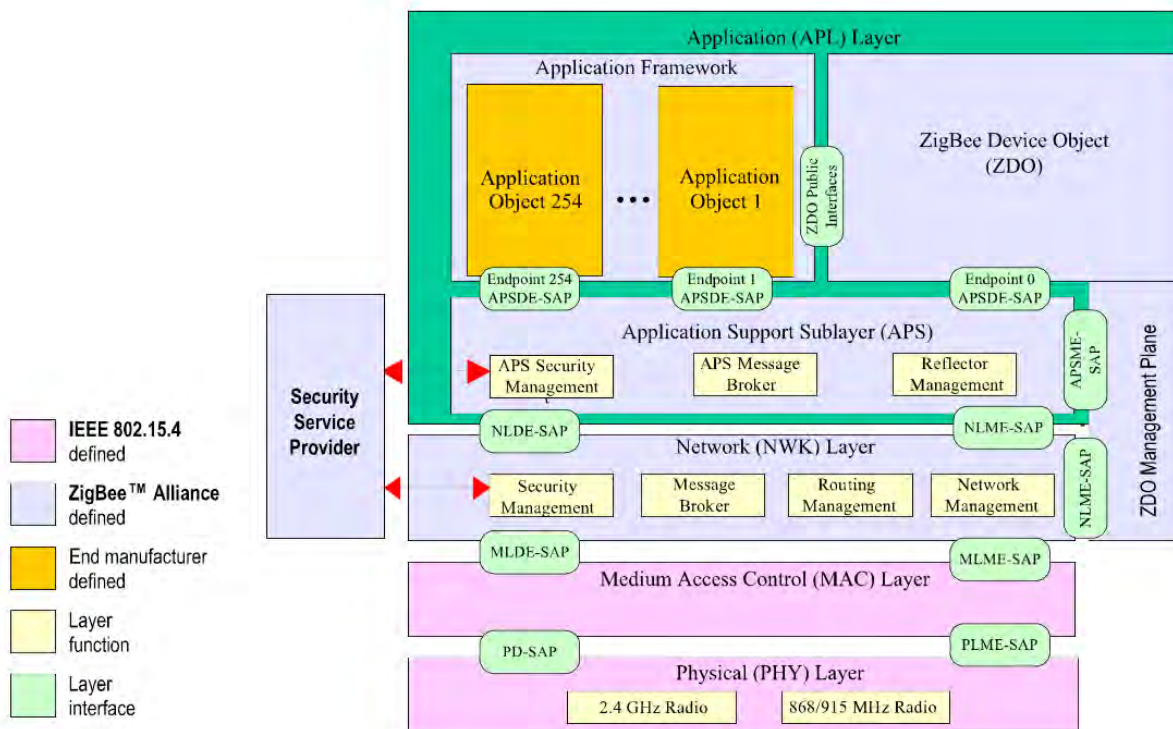 Application (APL) Layer
Application Framework
ZigBee Device Object
(ZDO)
Application
Object 254
...
Application
Object 1
ZDO Public
Interfaces
Endpoint 254
APSDE-SAP
Endpoint 1
APSDE-SAP
Endpoint 0
APSDE-SAP
Application Support Sublayer (APS)
APS Security
Management
APS Message
Broker
Reflector
Management
APSME-
SAP
Security
Service
Provider
NLDE-SAP
NLME-SAP
Network (NWK) Layer
Security
Management
Message
Broker
Routing
Management
Network
Management
NLME-SAP
ZDO Management Plane
MLDE-SAP
MLME-SAP
Medium Access Control (MAC) Layer
PD-SAP
PLME-SAP
Physical (PHY) Layer
2.4 GHz Radio
868/915 MHz Radio
IEEE 802.15.4
defined
ZigBee™ Alliance
defined
End manufacturer
defined
Layer
function
Layer
interface